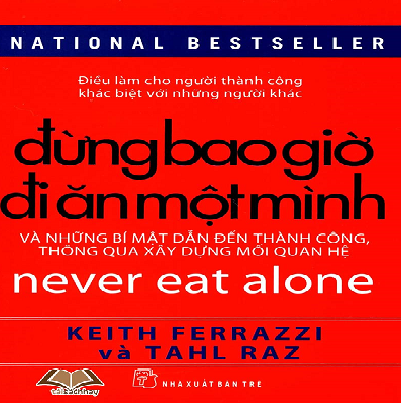 NATIONAL BESTSELLER
Điều làm cho người thành công
khác biệt với những người khác
đừng bao giờ
đi ăn một mình
VÀ NHỮNG BÍ MẬT DẪN ĐẾN THÀNH CÔNG,
THÔNG QUA XÂY DỰNG MỐI QUAN HỆ
never eat alone
KEITH FERRAZZI
và TAHL RAZ
taisachhay
NHÀ XUẤT BẢN TRẺ